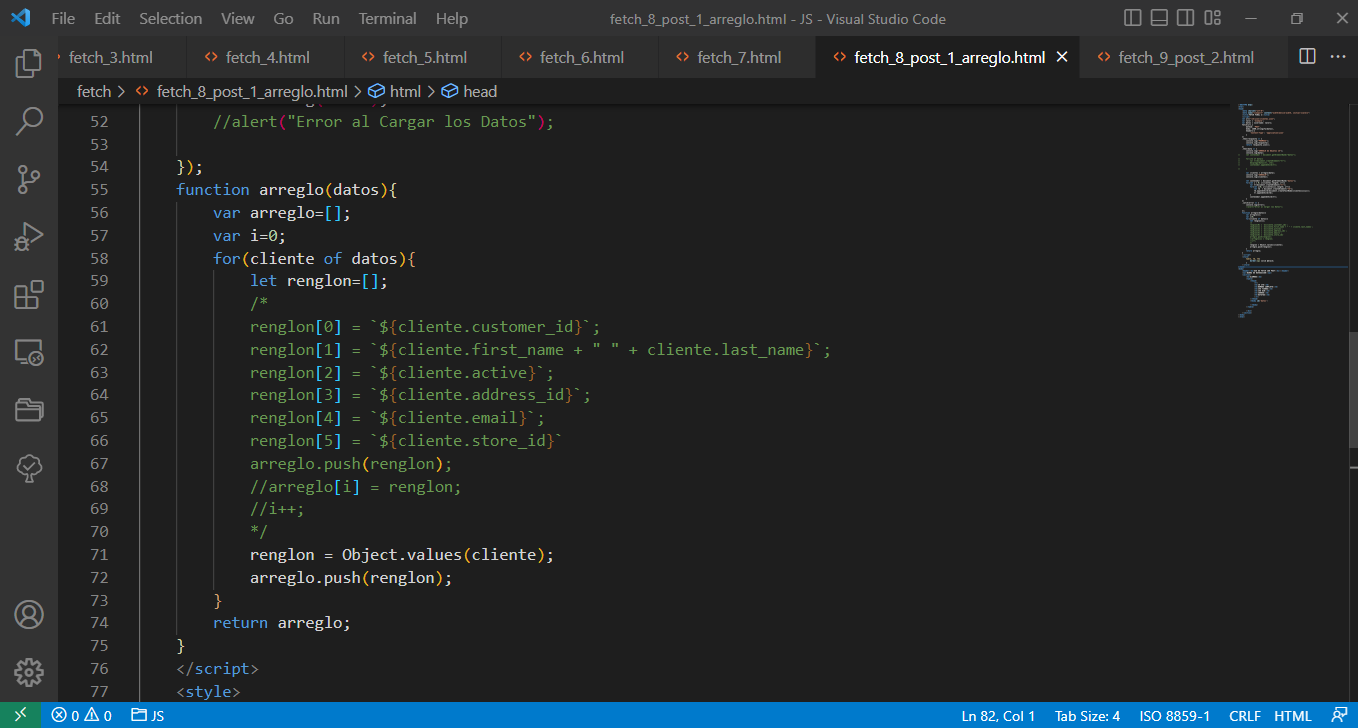 File Edit Selection View Go Run Terminal Help fetch_8_post_1_arreglo.html - JS - Visual Studio Code
fetch_3.html fetch_4.html fetch_5.html fetch_6.html fetch_7.html fetch_8_post_1_arreglo.html fetch_9_post_2.html
fetch > fetch_8_post_1_arreglo.html > html > head
52 //alert("Error al Cargar los Datos");
53
54 });
55 function arreglo(datos){
56 var arreglo=[];
57 var i=0;
58 for(cliente of datos){
59 let renglon=[];
60 /*
61 renglon[0] = `${cliente.customer_id}`;
62 renglon[1] = `${cliente.first_name + " " + cliente.last_name}`;
63 renglon[2] = `${cliente.active}`;
64 renglon[3] = `${cliente.address_id}`;
65 renglon[4] = `${cliente.email}`;
66 renglon[5] = `${cliente.store_id}`
67 arreglo.push(renglon);
68 //arreglo[i] = renglon;
69 //i++;
70 */
71 renglon = Object.values(cliente);
72 arreglo.push(renglon);
73 }
74 return arreglo;
75 }
76 </script>
77 <style>
0 0 JS Ln 82, Col 1 Tab Size: 4 ISO 8859-1 CRLF HTML